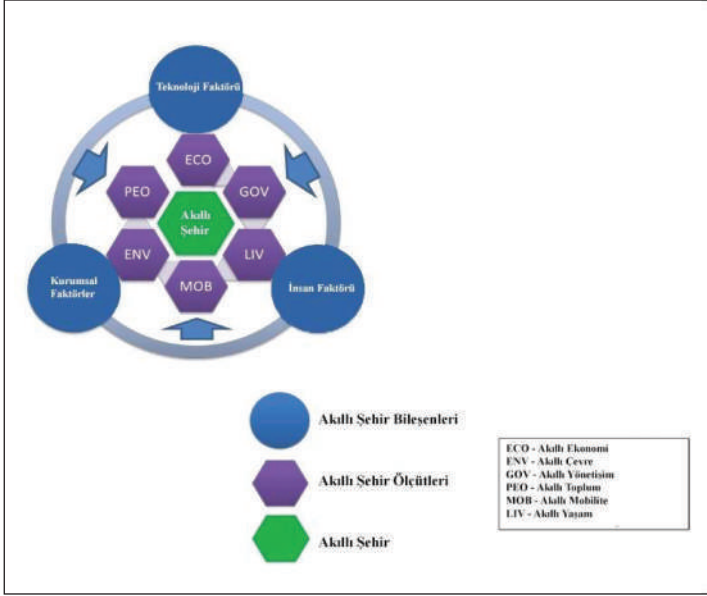 Teknoloji Faktörü
ECO
PEO
GOV
Akıllı
Şehir
ENV
LIV
MOB
Kurumsal
Faktörler
İnsan Faktörü
Akıllı Şehir Bileşenleri
Akıllı Şehir Ölçütleri
Akıllı Şehir
ECO - Akıllı Ekonomi
ENV - Akıllı Çevre
GOV - Akıllı Yönetişim
PEO - Akıllı Toplum
MOB - Akıllı Mobilite
LIV - Akıllı Yaşam